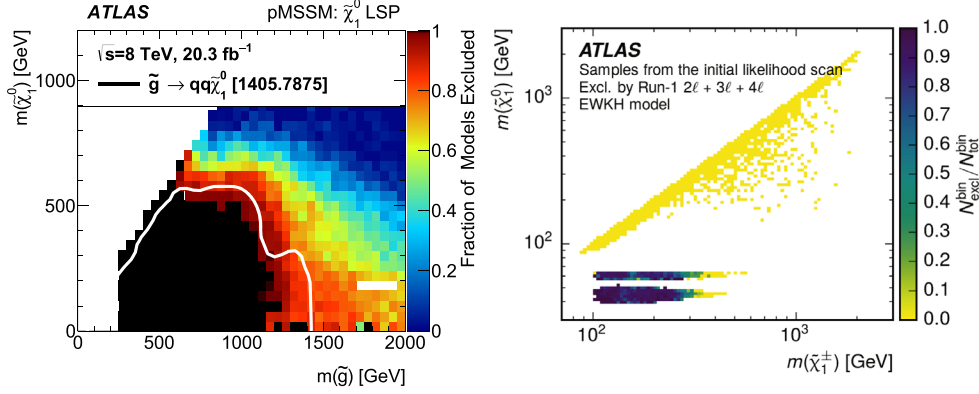 ATLAS pMSSM: χ̃₁⁰ LSP
√s=8 TeV, 20.3 fb⁻¹
g̃ → qqχ̃₁⁰ [1405.7875]
m(χ̃₁⁰) [GeV]
1000
500
0
0 500 1000 1500 2000
m(g̃) [GeV]
1
0.8
0.6
0.4
0.2
0
Fraction of Models Excluded
ATLAS
Samples from the initial likelihood scan
Excl. by Run-1 2ℓ + 3ℓ + 4ℓ
EWKH model
m(χ̃₁⁰) [GeV]
10³
10²
10² 10³
m(χ̃₁±) [GeV]
1.0
0.9
0.8
0.7
0.6
0.5
0.4
0.3
0.2
0.1
0.0
N_excl^bin/N_tot^bin